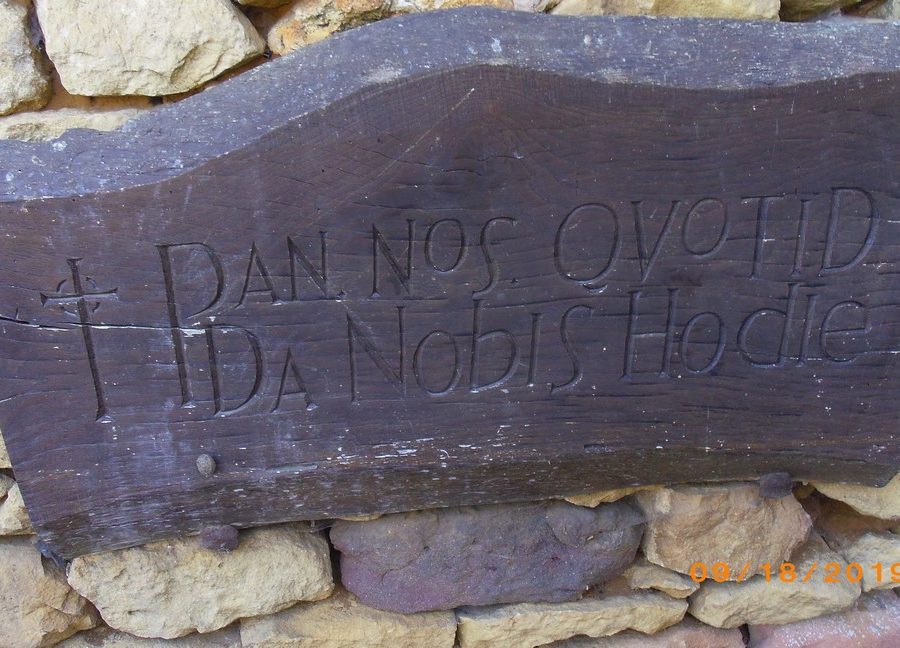 PAN. NOS. QVOTID
DA NobIS HodIe
09/18/2019